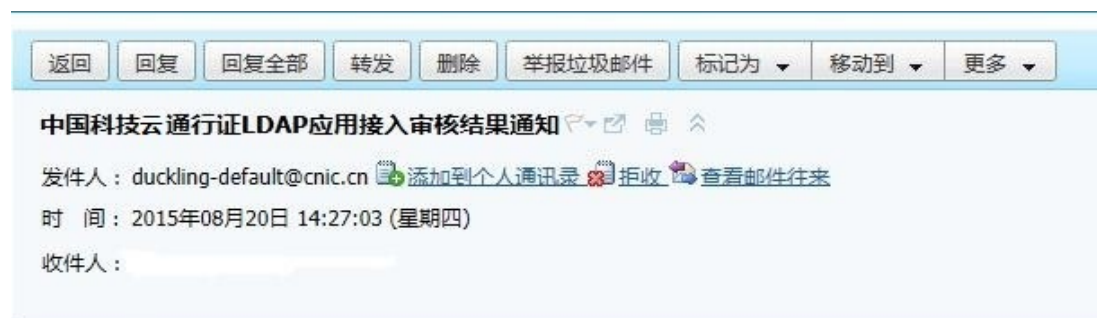 返回 回复 回复全部 转发 删除 举报垃圾邮件 标记为 移动到 更多
中国科技云通行证LDAP应用接入审核结果通知
发件人：duckling-default@cnic.cn 添加到个人通讯录 拒收 查看邮件往来
时 间：2015年08月20日 14:27:03 (星期四)
收件人：